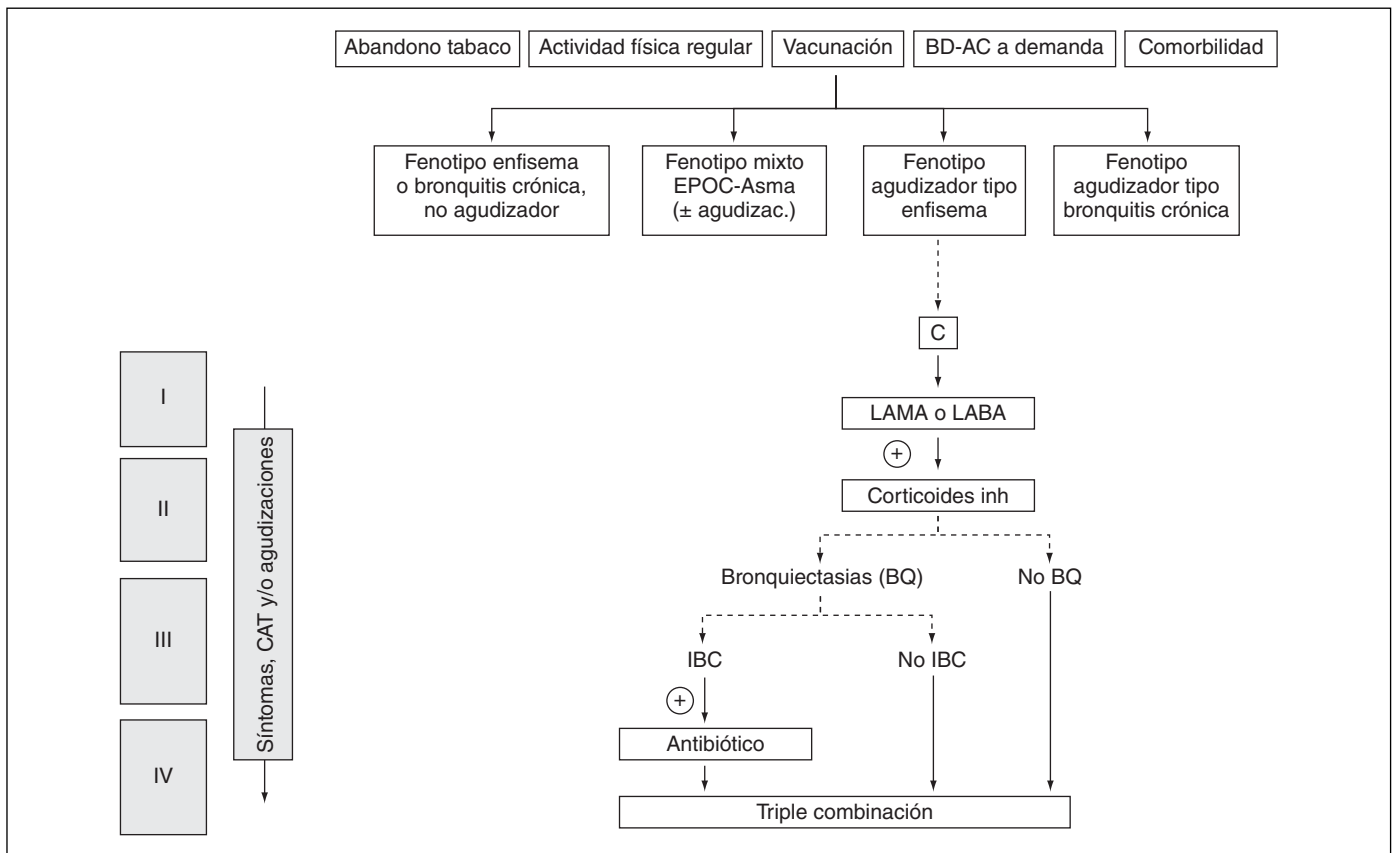 Abandono tabaco
Actividad física regular
Vacunación
BD-AC a demanda
Comorbilidad
Fenotipo enfisema
o bronquitis crónica,
no agudizador
Fenotipo mixto
EPOC-Asma
(± agudizac.)
Fenotipo
agudizador tipo
enfisema
Fenotipo
agudizador tipo
bronquitis crónica
C
I
LAMA o LABA
+
II
Corticoides inh
Síntomas, CAT y/o agudizaciones
Bronquiectasias (BQ)
No BQ
III
IBC
No IBC
+
Antibiótico
IV
Triple combinación